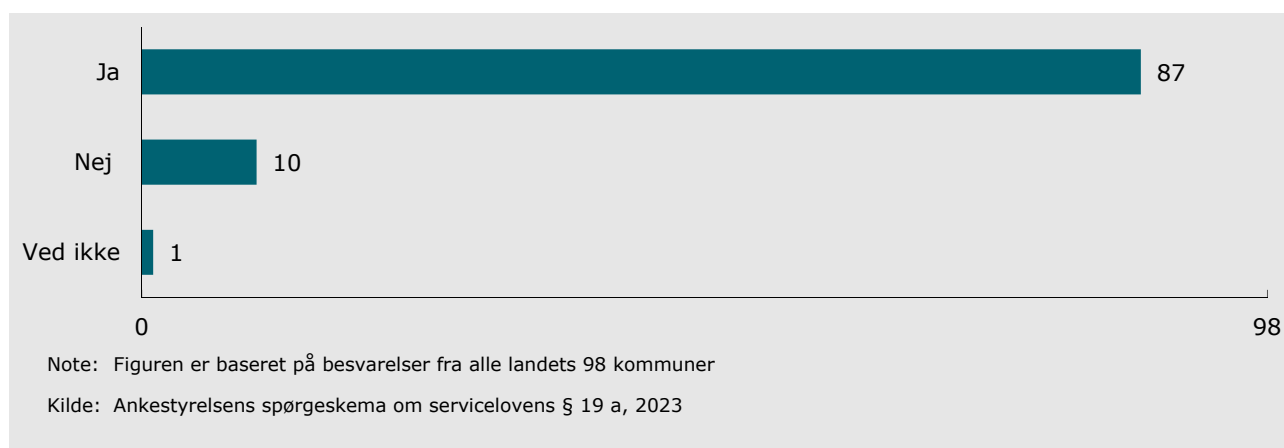 Ja 87
Nej 10
Ved ikke 1
0 98
Note: Figuren er baseret på besvarelser fra alle landets 98 kommuner
Kilde: Ankestyrelsens spørgeskema om servicelovens § 19 a, 2023